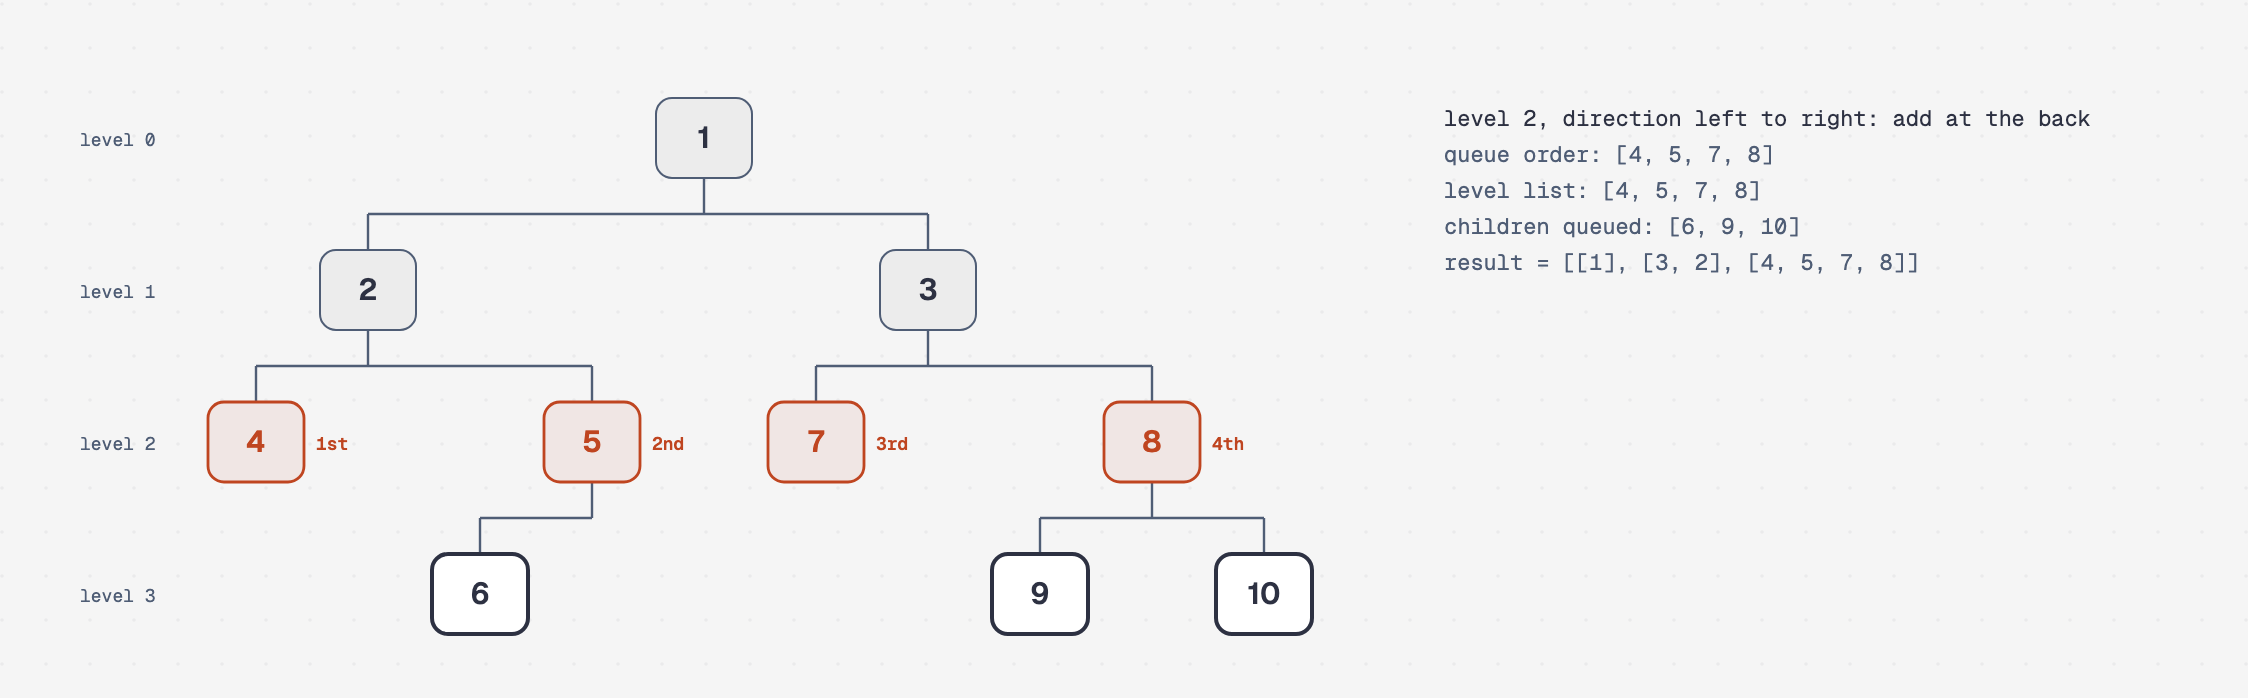 level 0
1
level 1
2
3
level 2
4 1st
5 2nd
7 3rd
8 4th
level 3
6
9
10
level 2, direction left to right: add at the back
queue order: [4, 5, 7, 8]
level list: [4, 5, 7, 8]
children queued: [6, 9, 10]
result = [[1], [3, 2], [4, 5, 7, 8]]